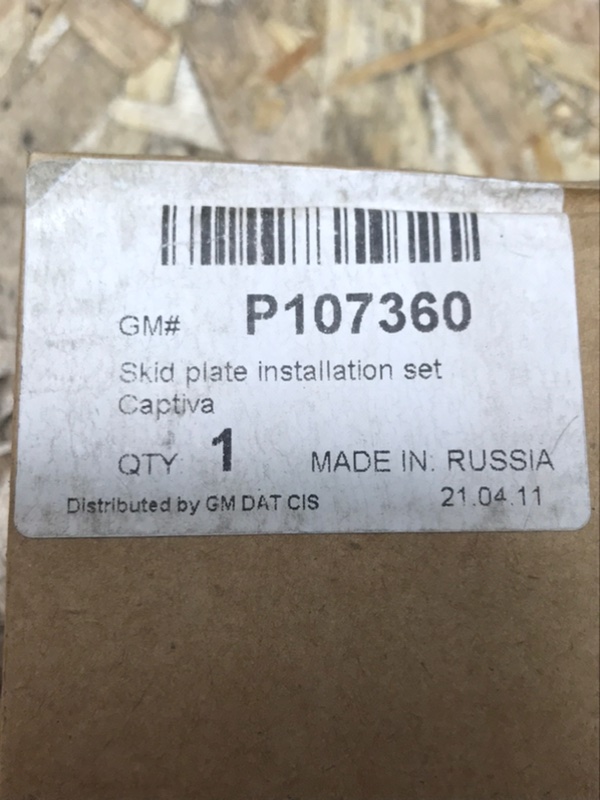 GM# P107360
Skid plate installation set
Captiva
QTY 1 MADE IN: RUSSIA
Distributed by GM DAT CIS 21.04.11